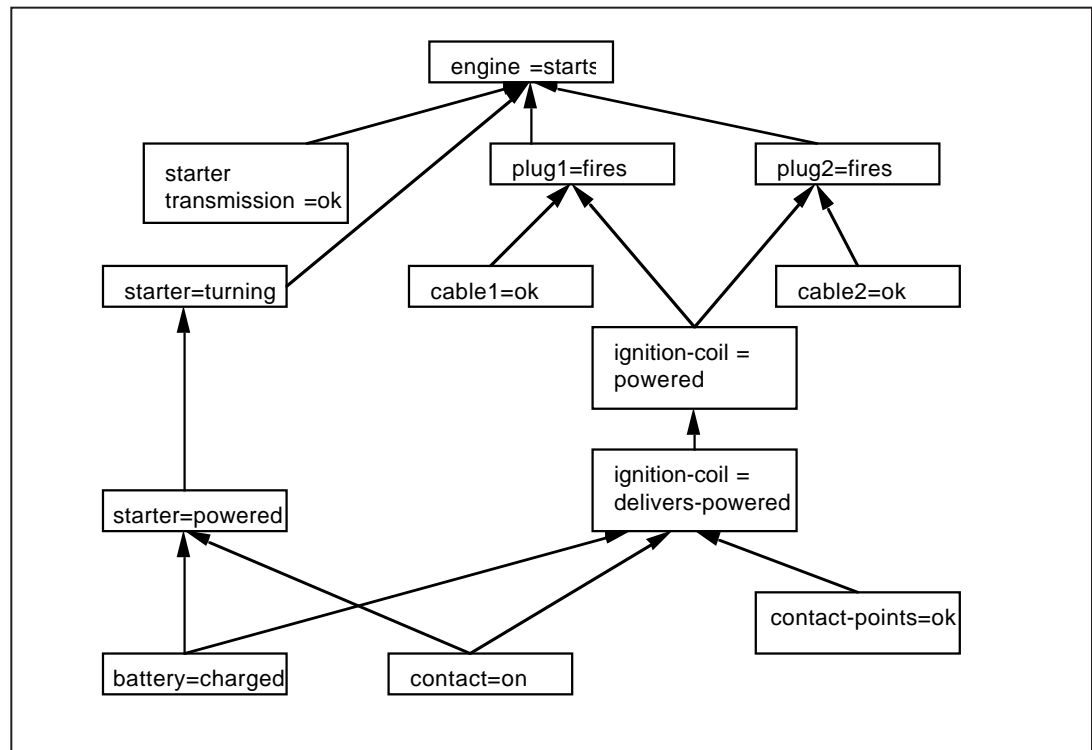 engine =starts
starter
transmission =ok
plug1=fires
plug2=fires
starter=turning
cable1=ok
cable2=ok
ignition-coil =
powered
ignition-coil =
delivers-powered
starter=powered
contact-points=ok
battery=charged
contact=on